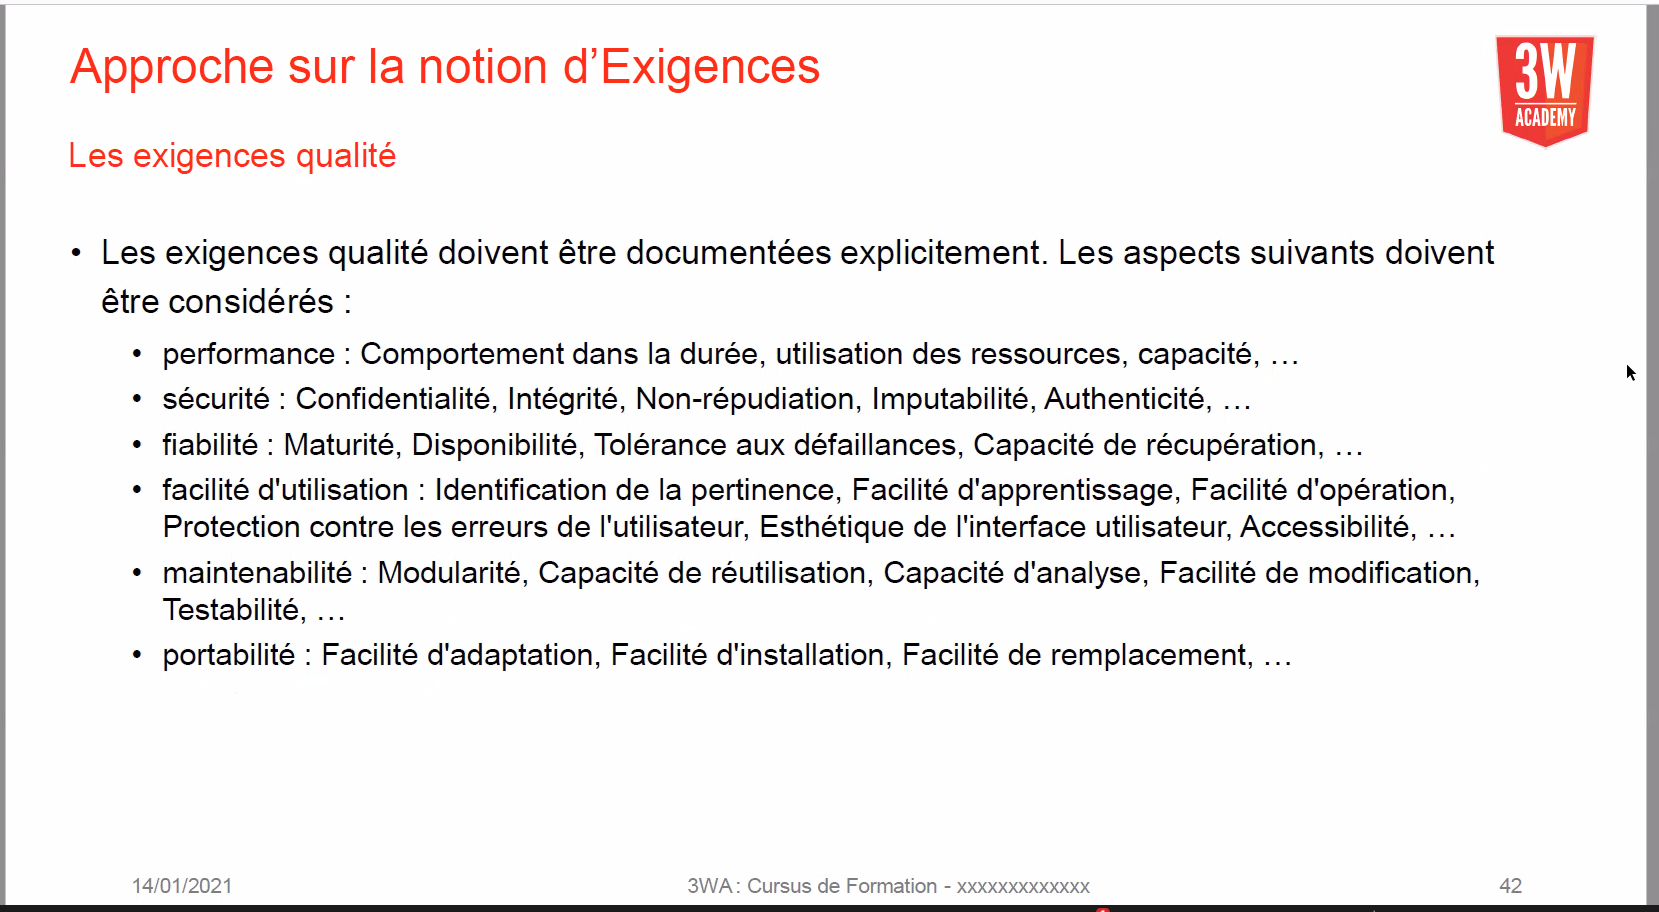 Approche sur la notion d’Exigences
3W
ACADEMY
Les exigences qualité
• Les exigences qualité doivent être documentées explicitement. Les aspects suivants doivent
être considérés :
• performance : Comportement dans la durée, utilisation des ressources, capacité, …
• sécurité : Confidentialité, Intégrité, Non-répudiation, Imputabilité, Authenticité, …
• fiabilité : Maturité, Disponibilité, Tolérance aux défaillances, Capacité de récupération, …
• facilité d'utilisation : Identification de la pertinence, Facilité d'apprentissage, Facilité d'opération,
Protection contre les erreurs de l'utilisateur, Esthétique de l'interface utilisateur, Accessibilité, …
• maintenabilité : Modularité, Capacité de réutilisation, Capacité d'analyse, Facilité de modification,
Testabilité, …
• portabilité : Facilité d'adaptation, Facilité d'installation, Facilité de remplacement, …
14/01/2021
3WA : Cursus de Formation - xxxxxxxxxxxxx
42